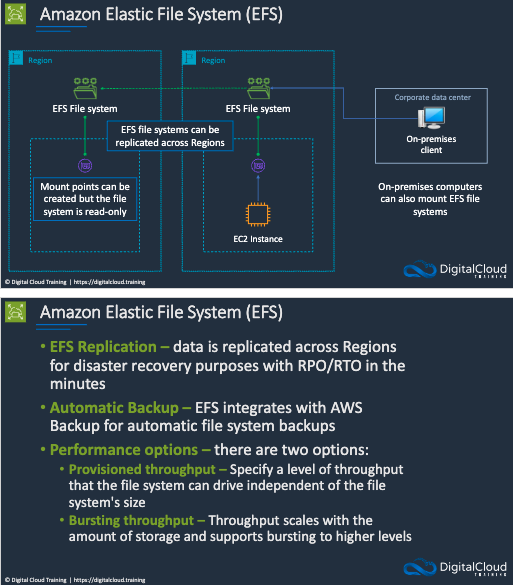 Amazon Elastic File System (EFS)
Region
Region
EFS File system
EFS File system
Corporate data center
On-premises
client
EFS file systems can be
replicated across Regions
Mount points can be
created but the file
system is read-only
EC2 Instance
On-premises computers
can also mount EFS file
systems
© Digital Cloud Training | https://digitalcloud.training
DigitalCloud
TRAINING
Amazon Elastic File System (EFS)
• EFS Replication – data is replicated across Regions
for disaster recovery purposes with RPO/RTO in the
minutes
• Automatic Backup – EFS integrates with AWS
Backup for automatic file system backups
• Performance options – there are two options:
• Provisioned throughput – Specify a level of throughput
that the file system can drive independent of the file
system's size
• Bursting throughput – Throughput scales with the
amount of storage and supports bursting to higher levels
© Digital Cloud Training | https://digitalcloud.training
DigitalCloud
TRAINING